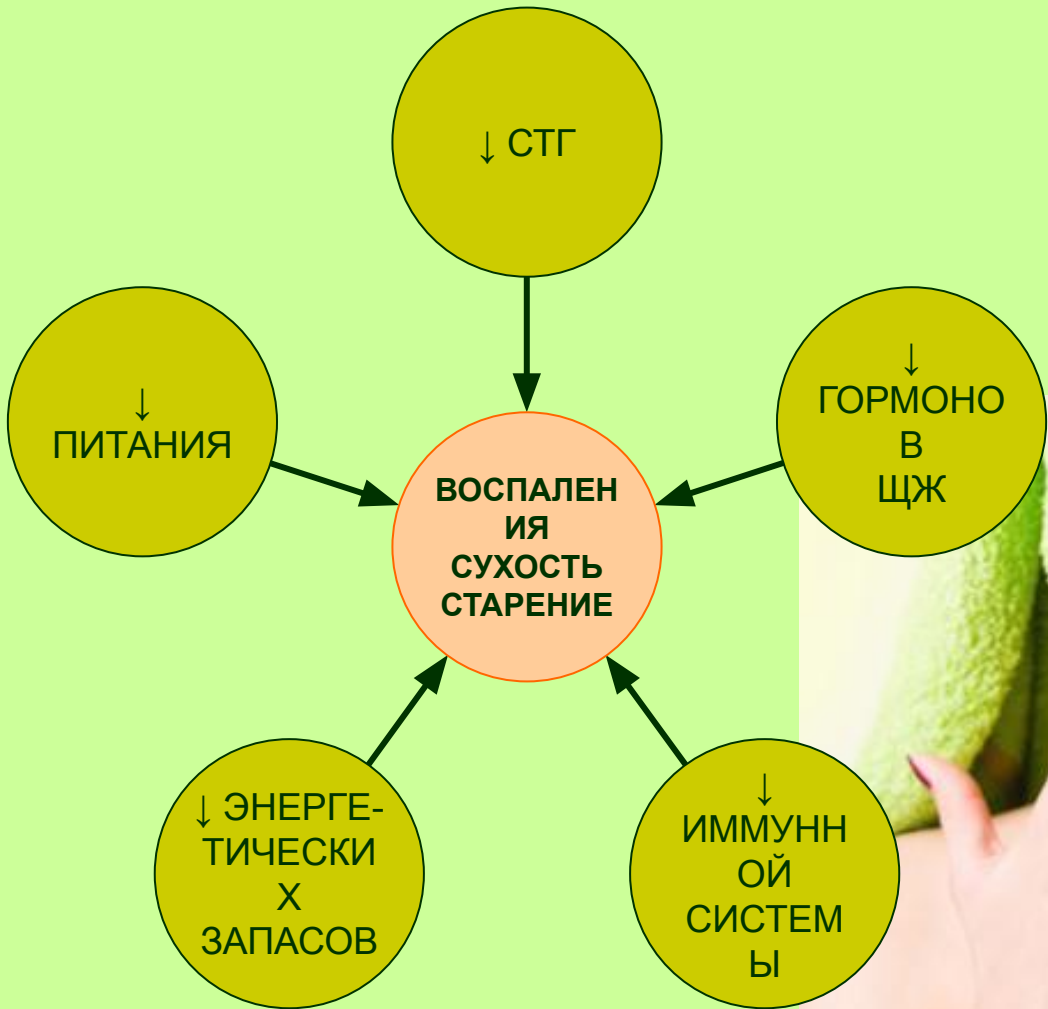 ↓ СТГ
↓
ПИТАНИЯ
↓
ГОРМОНО
В
ЩЖ
ВОСПАЛЕН
ИЯ
СУХОСТЬ
СТАРЕНИЕ
↓ ЭНЕРГЕ-
ТИЧЕСКИ
Х
ЗАПАСОВ
↓
ИММУНН
ОЙ
СИСТЕМ
Ы